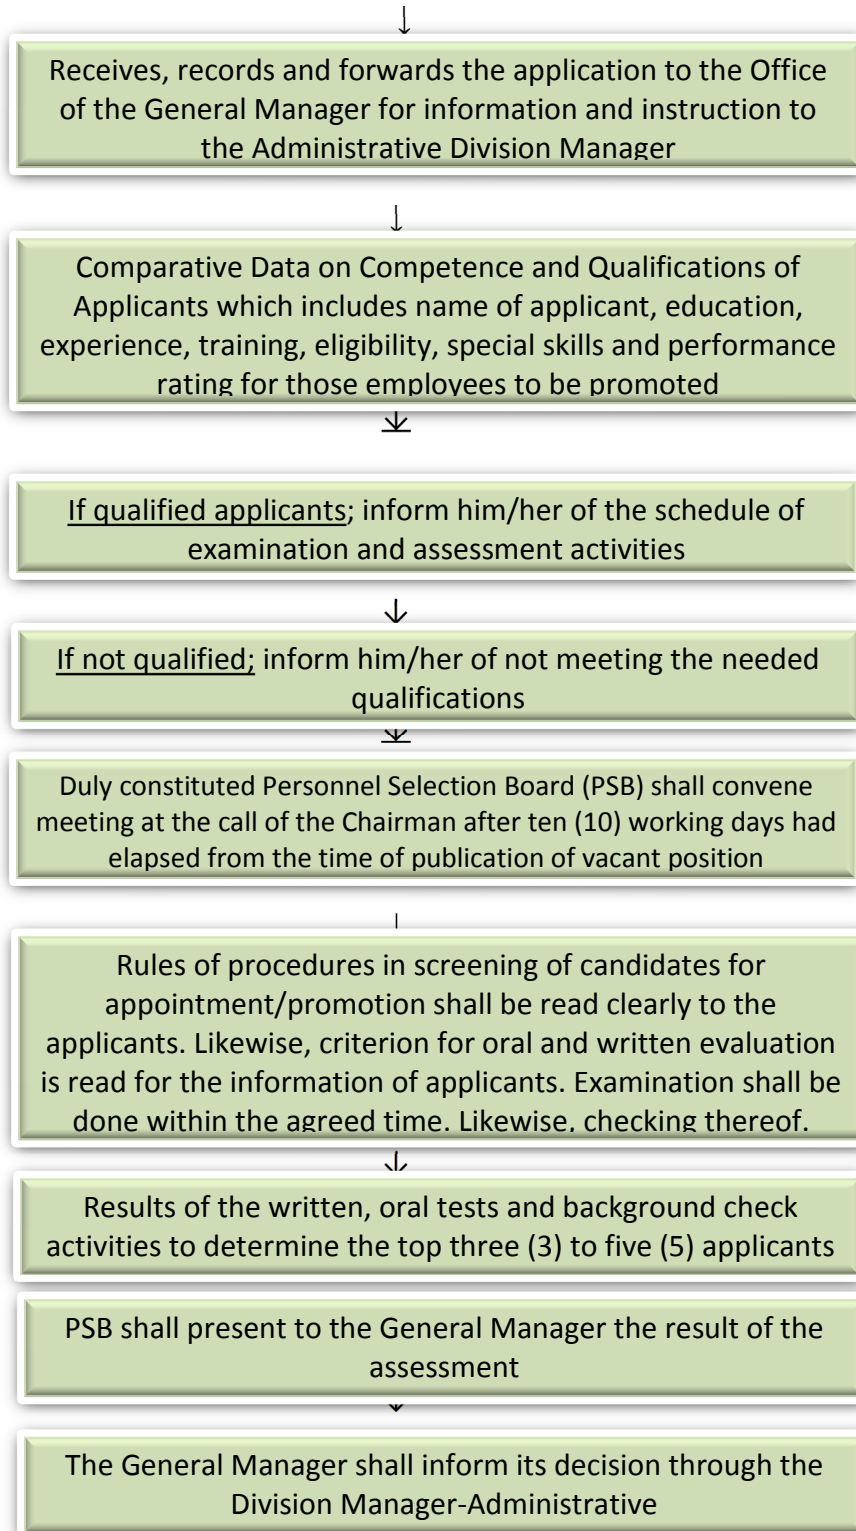 Receives, records and forwards the application to the Office
of the General Manager for information and instruction to
the Administrative Division Manager
Comparative Data on Competence and Qualifications of
Applicants which includes name of applicant, education,
experience, training, eligibility, special skills and performance
rating for those employees to be promoted
If qualified applicants; inform him/her of the schedule of
examination and assessment activities
If not qualified; inform him/her of not meeting the needed
qualifications
Duly constituted Personnel Selection Board (PSB) shall convene
meeting at the call of the Chairman after ten (10) working days had
elapsed from the time of publication of vacant position
Rules of procedures in screening of candidates for
appointment/promotion shall be read clearly to the
applicants. Likewise, criterion for oral and written evaluation
is read for the information of applicants. Examination shall be
done within the agreed time. Likewise, checking thereof.
Results of the written, oral tests and background check
activities to determine the top three (3) to five (5) applicants
PSB shall present to the General Manager the result of the
assessment
The General Manager shall inform its decision through the
Division Manager-Administrative